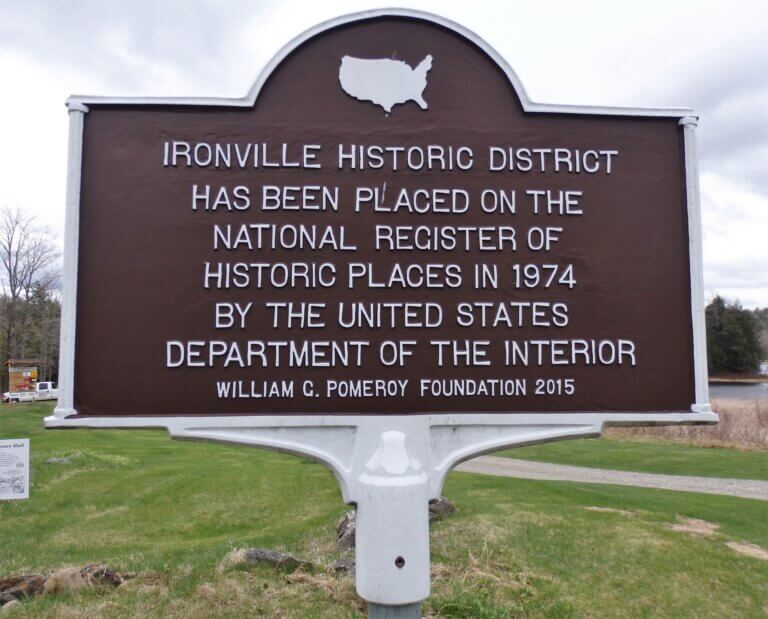 IRONVILLE HISTORIC DISTRICT
HAS BEEN PLACED ON THE
NATIONAL REGISTER OF
HISTORIC PLACES IN 1974
BY THE UNITED STATES
DEPARTMENT OF THE INTERIOR
WILLIAM G. POMEROY FOUNDATION 2015
Hall